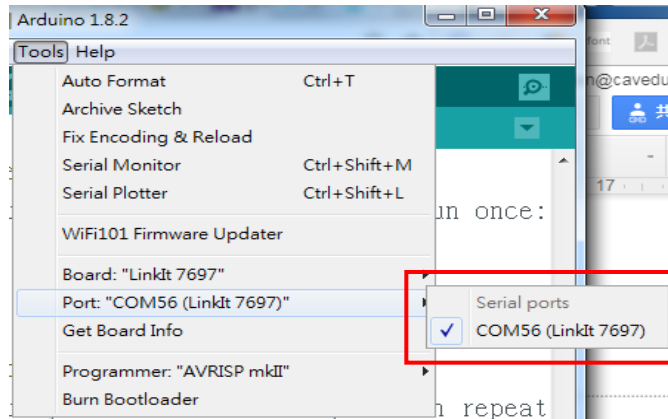 Arduino 1.8.2
Tools Help
Auto Format Ctrl+T
Archive Sketch
Fix Encoding & Reload
Serial Monitor Ctrl+Shift+M
Serial Plotter Ctrl+Shift+L
WiFi101 Firmware Updater
Board: "LinkIt 7697"
Port: "COM56 (LinkIt 7697)"
Get Board Info
Programmer: "AVRISP mkII"
Burn Bootloader
Serial ports
COM56 (LinkIt 7697)
un once:
n repeat
font
n@cavedu
共
17